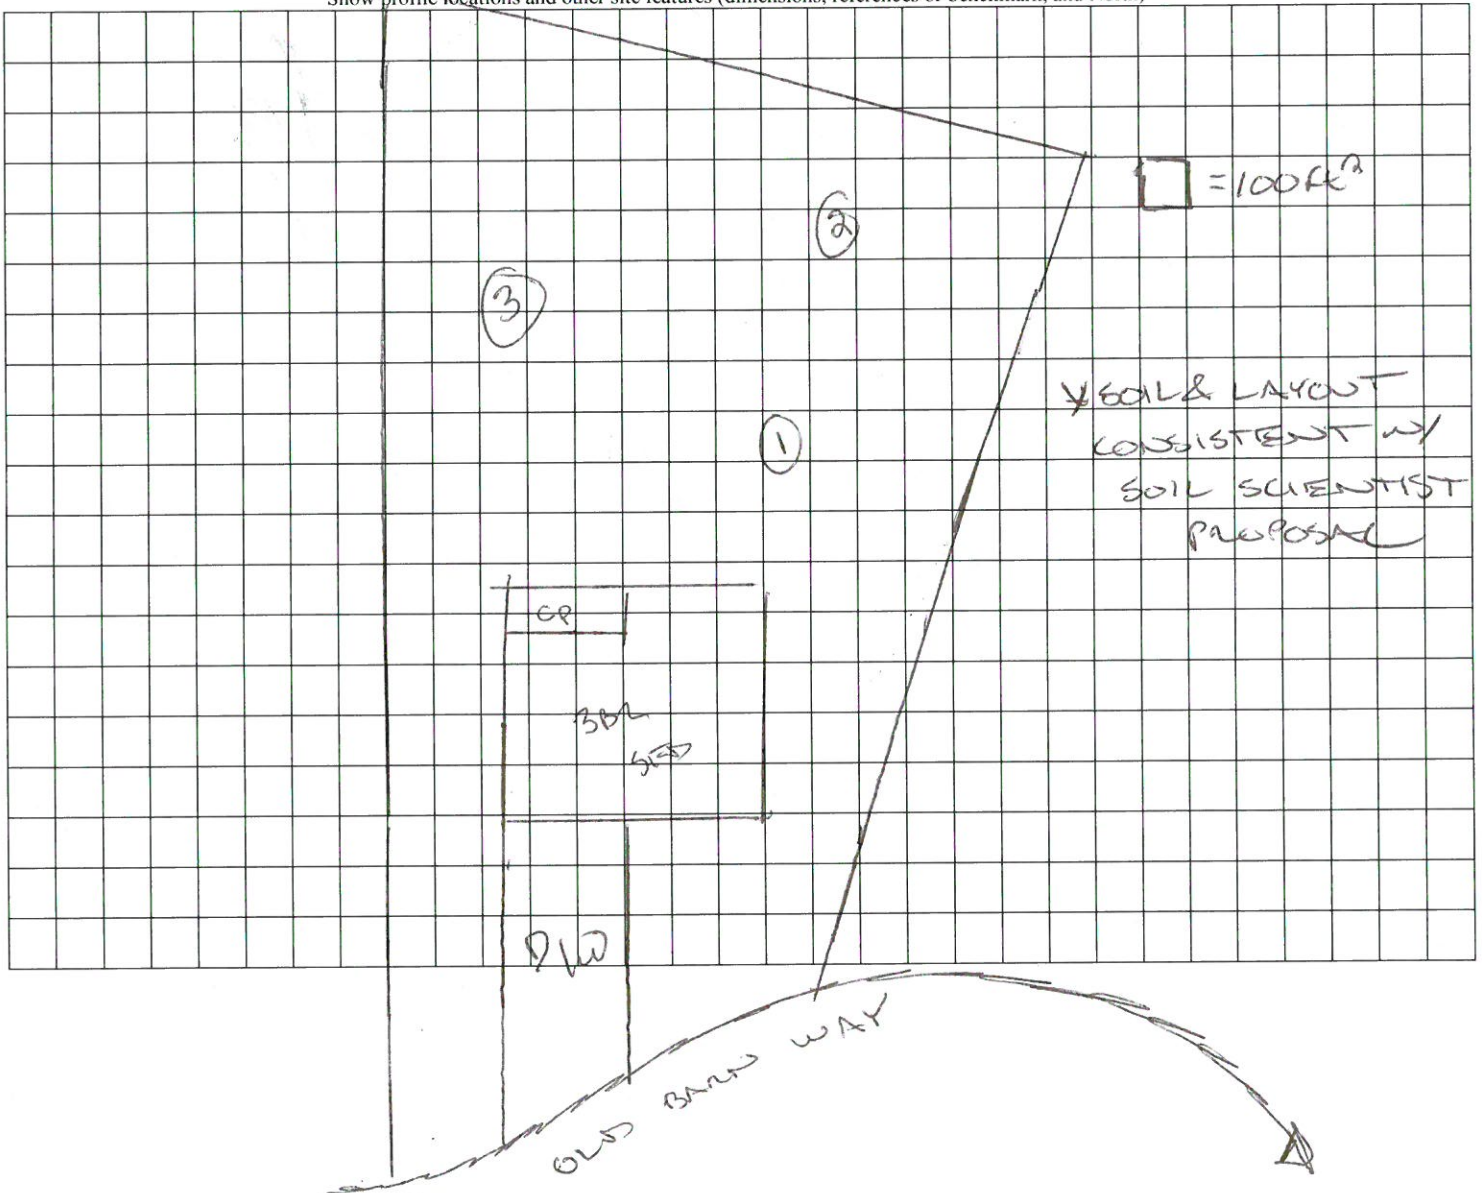 Show profile locations and other site features (dimensions, references or benchmark, and North)
□ =100ft²
2
3
* SOIL & LAYOUT
CONSISTENT W/
SOIL SCIENTIST
PROPOSAL
1
CP
3BR
SFD
D/W
OLD BARN WAY